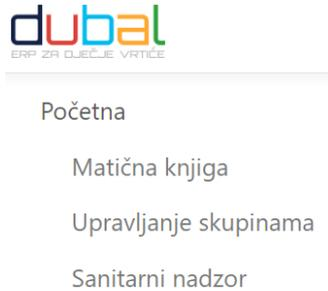 dubal
ERP ZA DJEČJE VRTIĆE
Početna
Matična knjiga
Upravljanje skupinama
Sanitarni nadzor